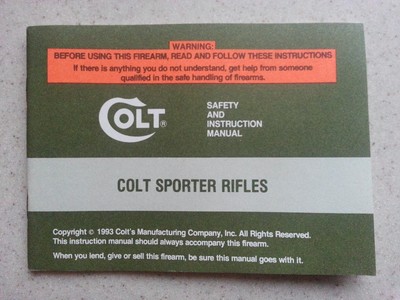 WARNING:
BEFORE USING THIS FIREARM, READ AND FOLLOW THESE INSTRUCTIONS
If there is anything you do not understand, get help from someone
qualified in the safe handling of firearms.
COLT®
SAFETY
AND
INSTRUCTION
MANUAL
COLT SPORTER RIFLES
Copyright © 1993 Colt's Manufacturing Company, Inc. All Rights Reserved.
This instruction manual should always accompany this firearm.
When you lend, give or sell this firearm, be sure this manual goes with it.